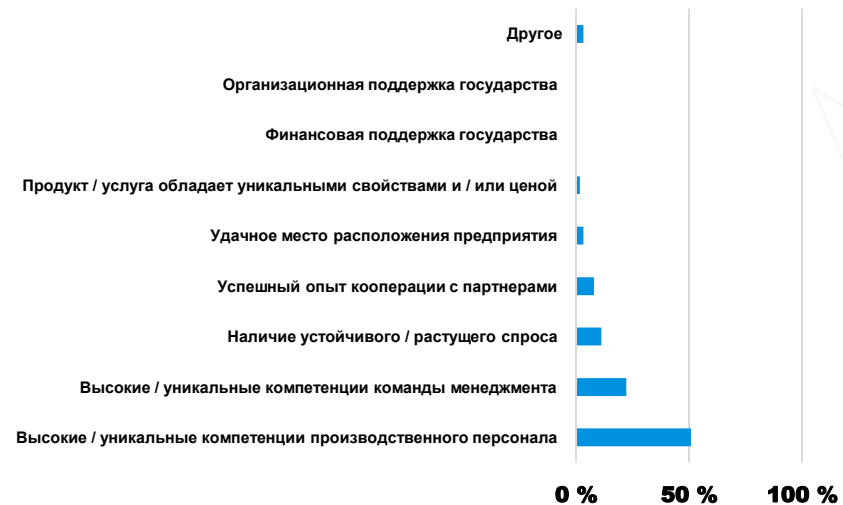 Другое
Организационная поддержка государства
Финансовая поддержка государства
Продукт / услуга обладает уникальными свойствами и / или ценой
Удачное место расположения предприятия
Успешный опыт кооперации с партнерами
Наличие устойчивого / растущего спроса
Высокие / уникальные компетенции команды менеджмента
Высокие / уникальные компетенции производственного персонала
0 % 50 % 100 %